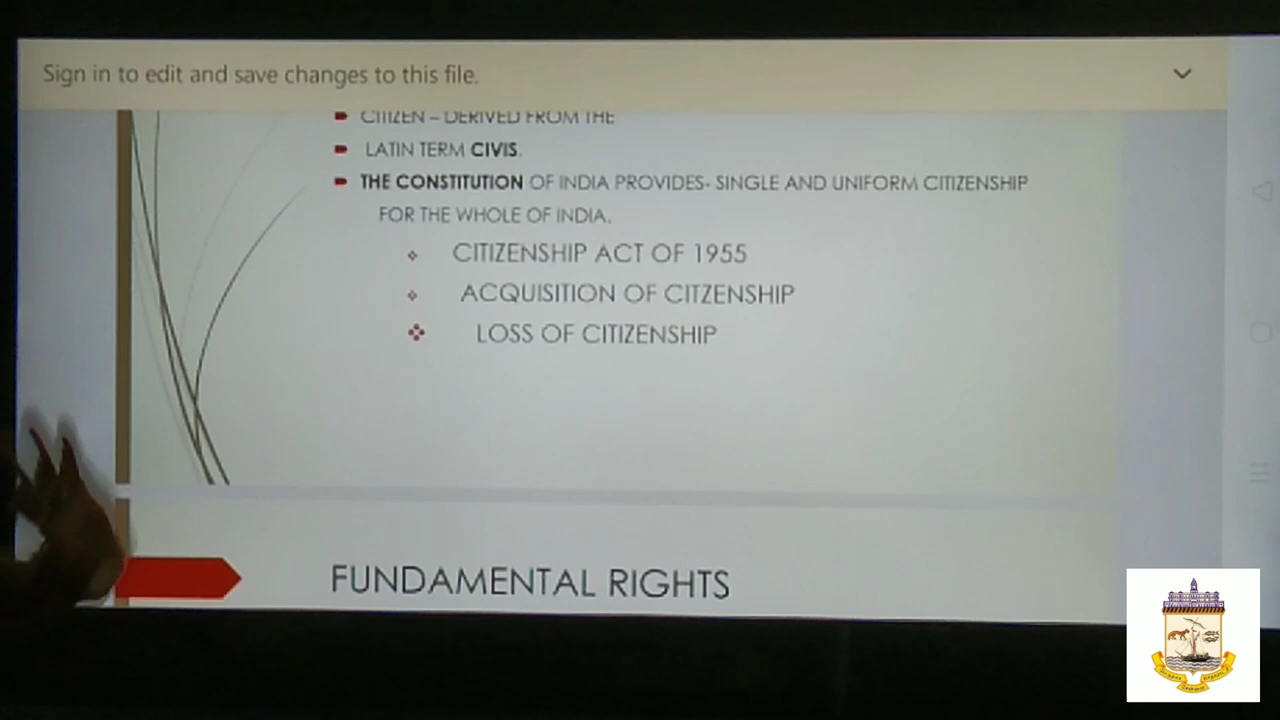 Sign in to edit and save changes to this file.
CITIZEN – DERIVED FROM THE
LATIN TERM CIVIS.
THE CONSTITUTION OF INDIA PROVIDES- SINGLE AND UNIFORM CITIZENSHIP
FOR THE WHOLE OF INDIA.
CITIZENSHIP ACT OF 1955
ACQUISITION OF CITZENSHIP
LOSS OF CITIZENSHIP
FUNDAMENTAL RIGHTS